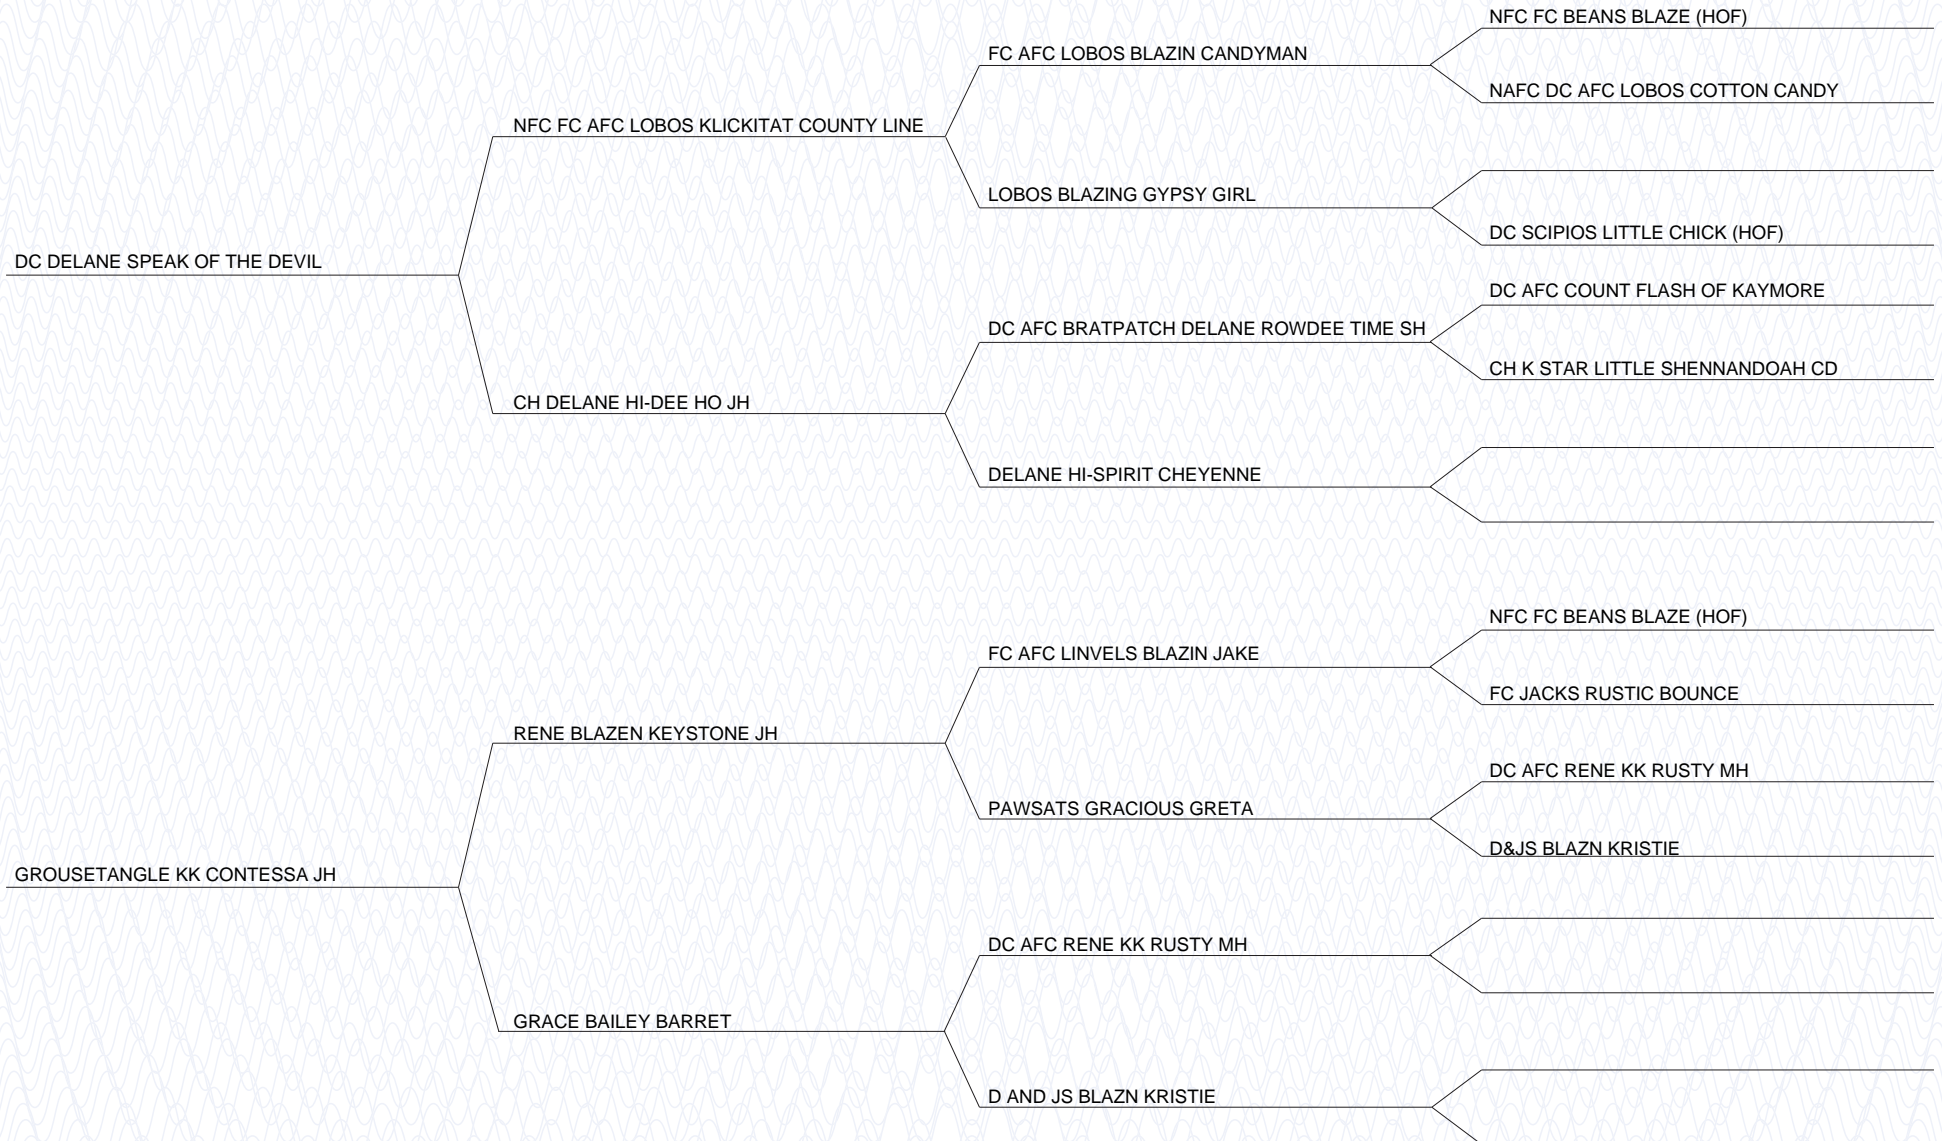 NFC FC BEANS BLAZE (HOF)
FC AFC LOBOS BLAZIN CANDYMAN
NAFC DC AFC LOBOS COTTON CANDY
NFC FC AFC LOBOS KLICKITAT COUNTY LINE
LOBOS BLAZING GYPSY GIRL
DC SCIPIOS LITTLE CHICK (HOF)
DC DELANE SPEAK OF THE DEVIL
DC AFC COUNT FLASH OF KAYMORE
DC AFC BRATPATCH DELANE ROWDEE TIME SH
CH K STAR LITTLE SHENNANDOAH CD
CH DELANE HI-DEE HO JH
DELANE HI-SPIRIT CHEYENNE
NFC FC BEANS BLAZE (HOF)
FC AFC LINVELS BLAZIN JAKE
FC JACKS RUSTIC BOUNCE
RENE BLAZEN KEYSTONE JH
DC AFC RENE KK RUSTY MH
PAWSATS GRACIOUS GRETA
D&JS BLAZN KRISTIE
GROUSETANGLE KK CONTESSA JH
DC AFC RENE KK RUSTY MH
GRACE BAILEY BARRET
D AND JS BLAZN KRISTIE